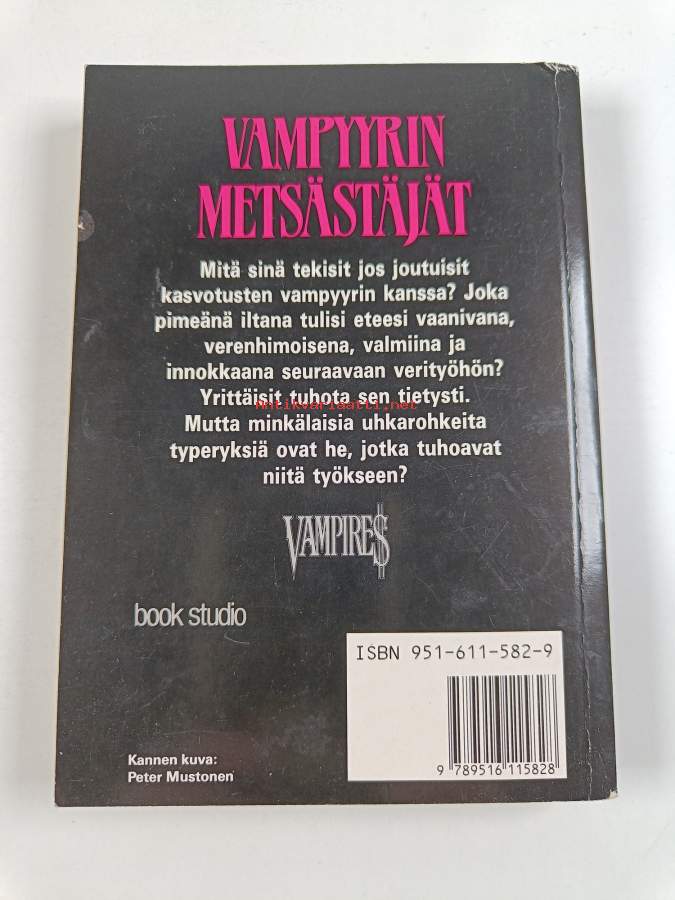 VAMPYYRIN
METSÄSTÄJÄT
Mitä sinä tekisit jos joutuisit
kasvotusten vampyyrin kanssa? Joka
pimeänä iltana tulisi eteesi vaanivana,
verenhimoisena, valmiina ja
innokkaana seuraavaan verityöhön?
Yrittäisit tuhota sen tietysti.
Antikvariaatti.net
Mutta minkälaisia uhkarohkeita
typeryksiä ovat he, jotka tuhoavat
niitä työkseen?
VAMPIRE$
book studio
ISBN 951-611-582-9
9 789516 115828
Kannen kuva:
Peter Mustonen